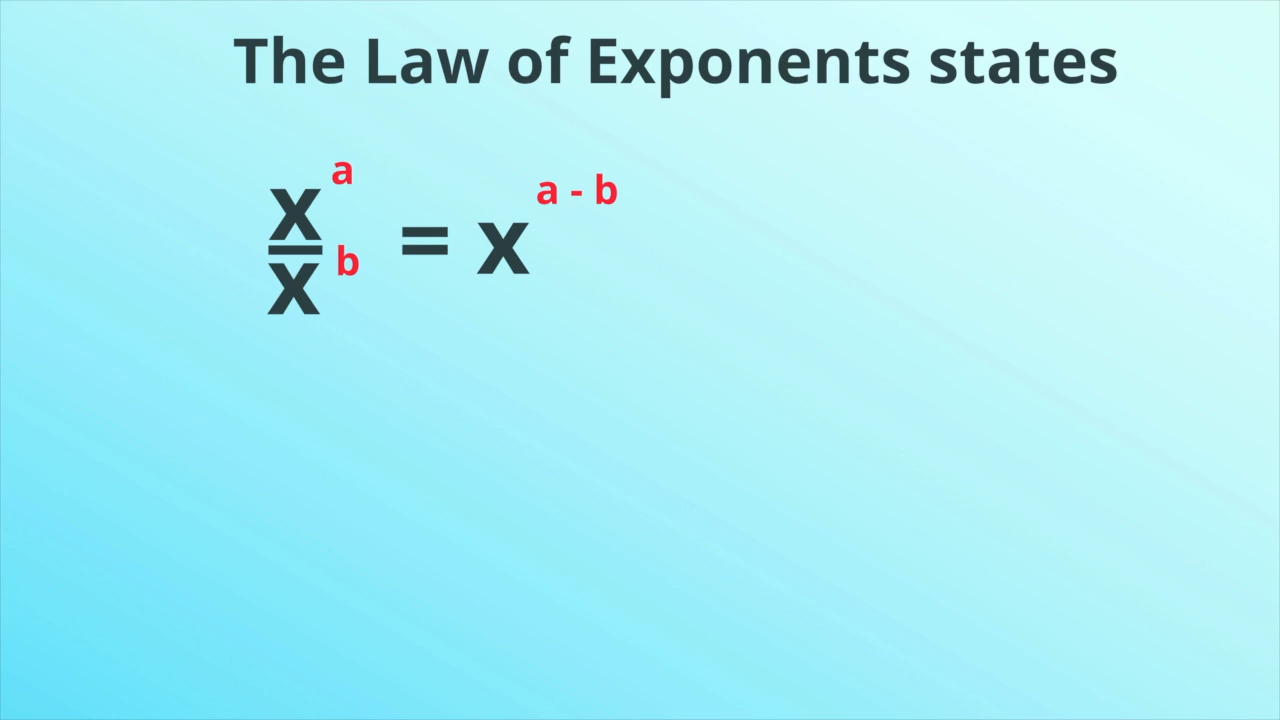 The Law of Exponents states
x^a / x^b = x^(a - b)